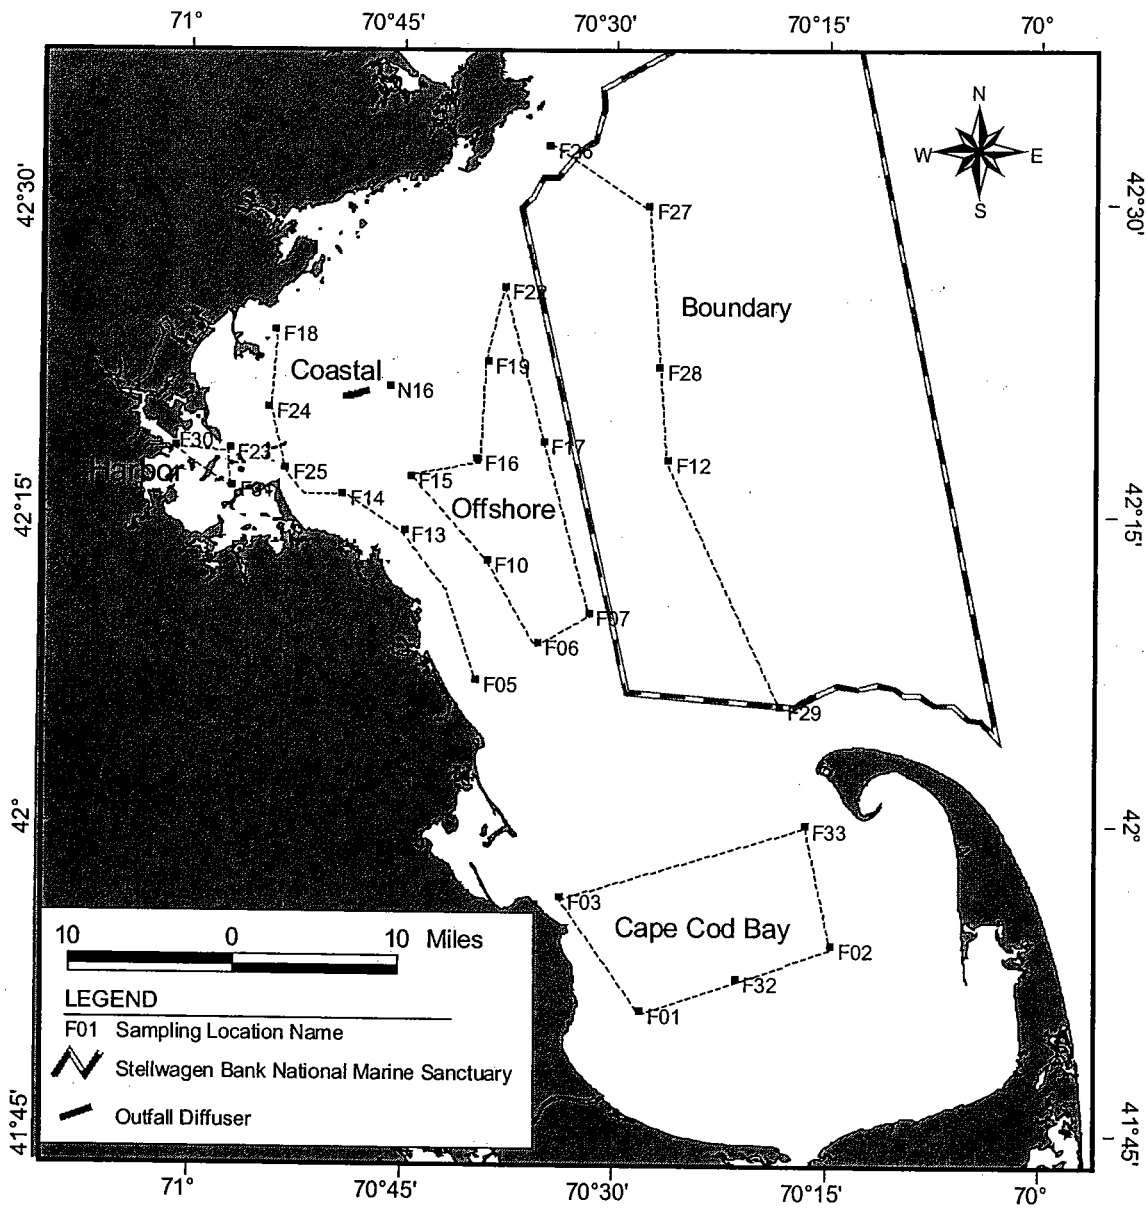 71° 70°45' 70°30' 70°15' 70°
N
W E
S
42°30' 42°30'
F26
F27
F22
Boundary
F18
Coastal
F19
F28
N16
F24
F30 F23
F17
Harbor
F25
F16
F12
F15
F31
F14
Offshore
42°15' 42°15'
F13
F10
F07
F06
F05
F29
42° 42°
F33
F03
Cape Cod Bay
F02
F32
F01
10 0 10 Miles
LEGEND
F01 Sampling Location Name
Stellwagen Bank National Marine Sanctuary
Outfall Diffuser
41°45' 41°45'
71° 70°45' 70°30' 70°15' 70°